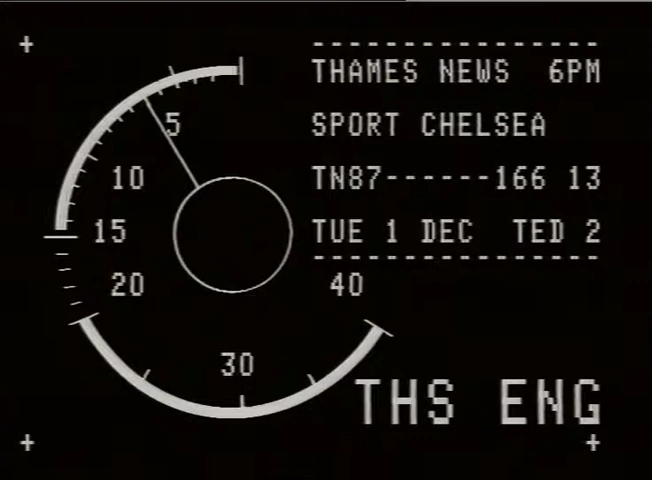 THAMES NEWS 6PM
SPORT CHELSEA
TN87------166 13
TUE 1 DEC TED 2
5
10
15
20
40
30
THS ENG